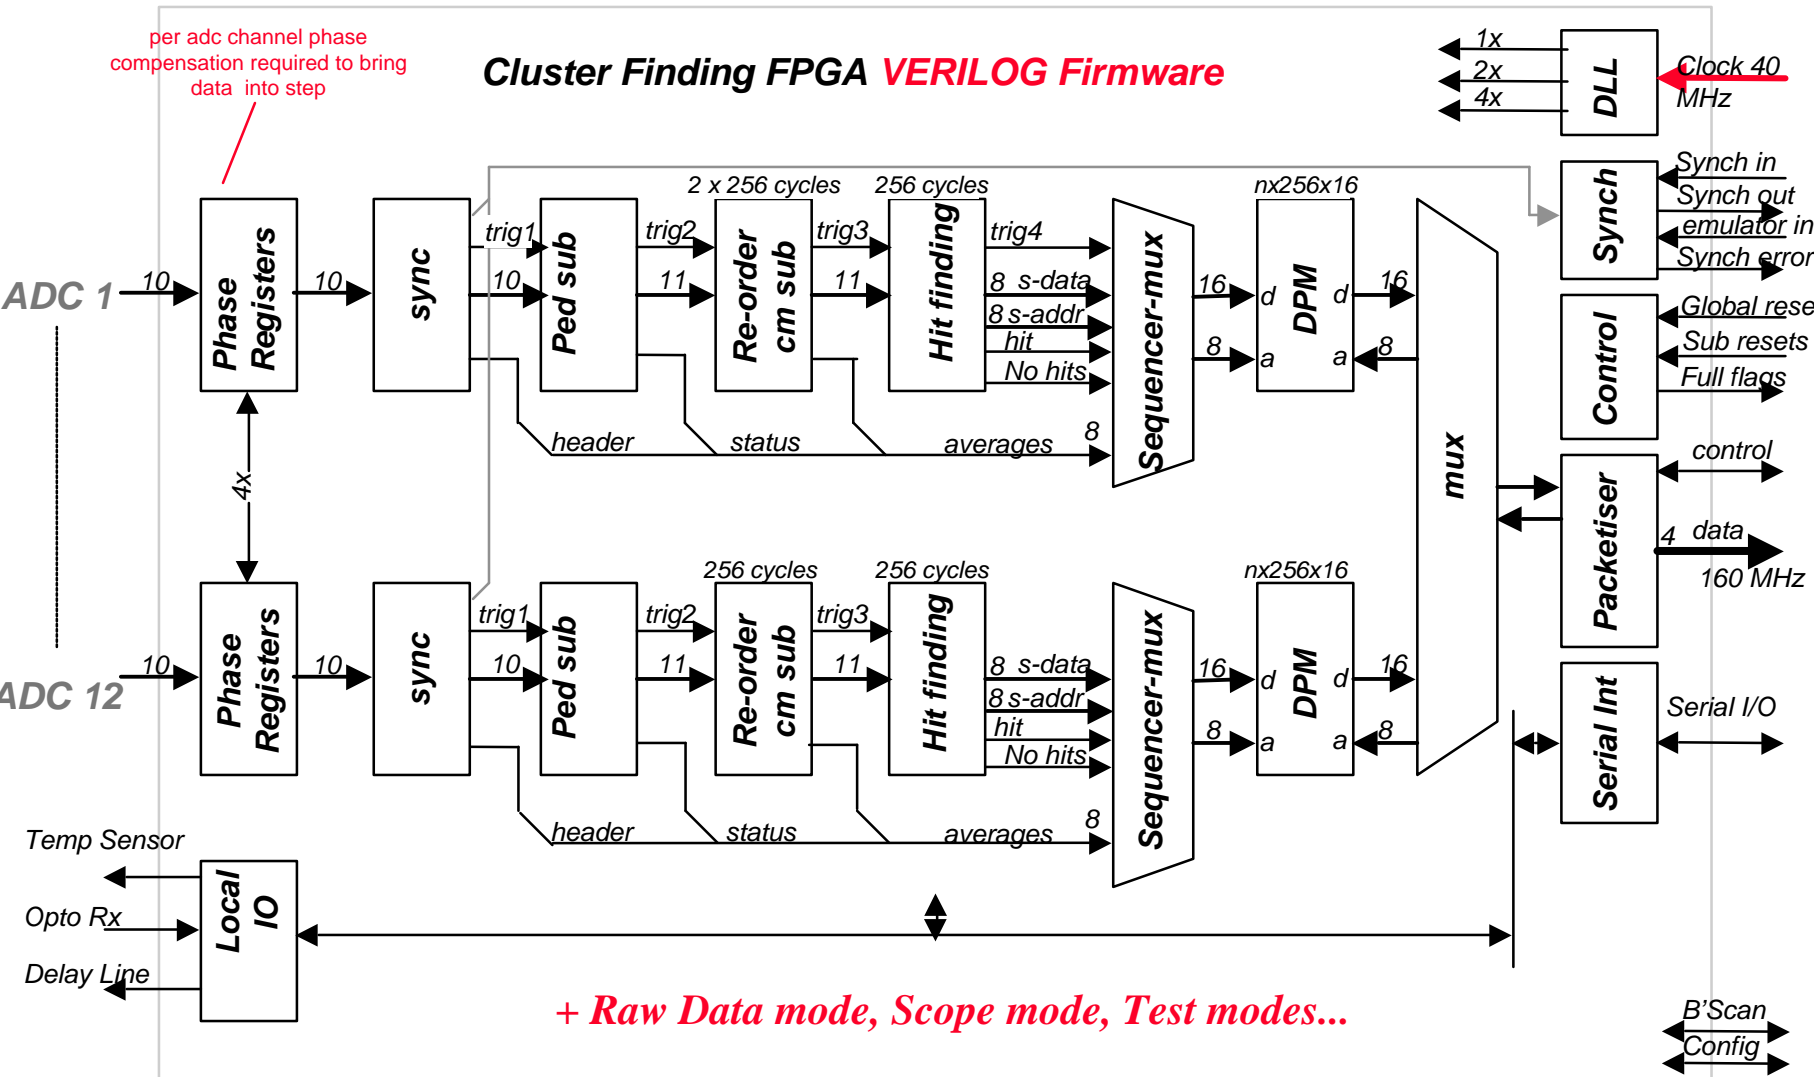 per adc channel phase
compensation required to bring
data into step
Cluster Finding FPGA VERILOG Firmware
1x
2x
4x
DLL
Clock 40
MHz
Synch in
Synch out
emulator in
Synch error
Synch
Global rese
Sub resets
Full flags
Control
control
4 data
160 MHz
Packetiser
Serial I/O
Serial Int
2 x 256 cycles
256 cycles
nx256x16
ADC 1
10
Phase
Registers
10
sync
trig1
10
Ped sub
trig2
11
Re-order
cm sub
trig3
11
Hit finding
trig4
8 s-data
8 s-addr
hit
No hits
Sequencer-mux
16
8
d
a
DPM
d
a
16
8
mux
header
status
averages
8
4x
256 cycles
256 cycles
nx256x16
ADC 12
10
Phase
Registers
10
sync
trig1
10
Ped sub
trig2
11
Re-order
cm sub
trig3
11
Hit finding
8 s-data
8 s-addr
hit
No hits
Sequencer-mux
16
8
d
a
DPM
d
a
16
8
header
status
averages
8
Temp Sensor
Opto Rx
Delay Line
Local
IO
+ Raw Data mode, Scope mode, Test modes...
B'Scan
Config